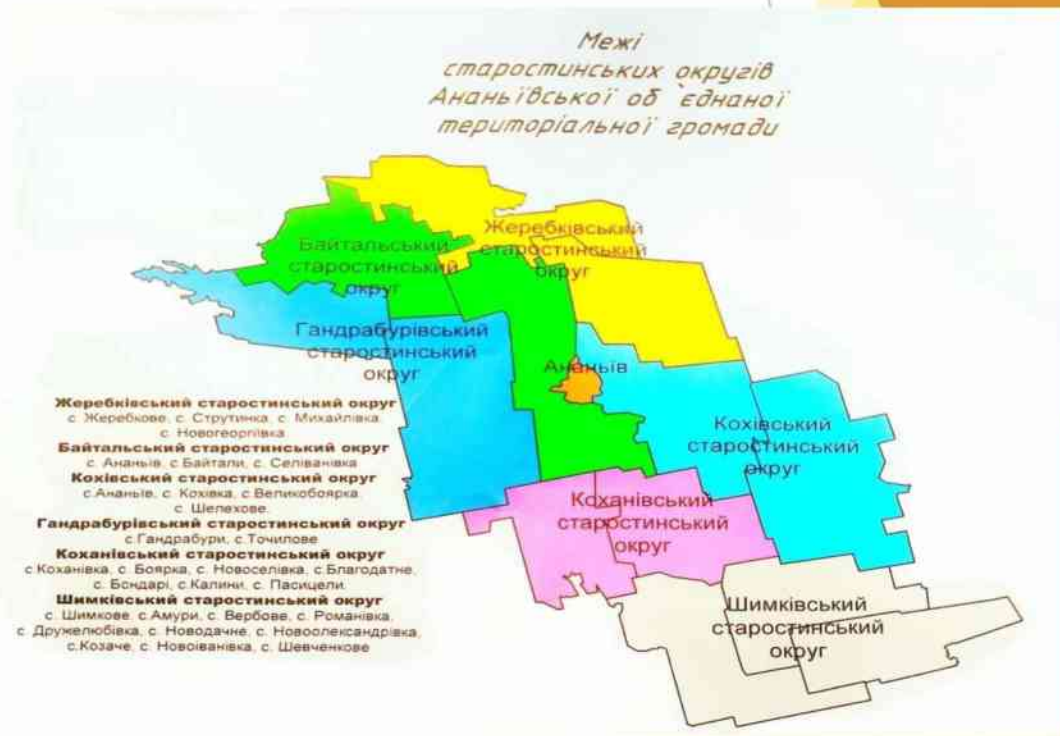 Межі
старостинських округів
Ананьївської об `єднаної
територіальної громади
Жеребківський
старостинський
округ
Байтальський
старостинський
округ
Гандрабурівський
старостинський
округ
Ананьїв
Кохівський
старостинський
округ
Коханівський
старостинський
округ
Шимківський
старостинський
округ
Жеребківський старостинський округ
с. Жеребкове, с. Струтинка, с. Михайлівка,
с. Новогеоргіївка
Байтальський старостинський округ
с. Ананьїв, с.Байтали, с. Селіванівка
Кохівський старостинський округ
с.Ананьїв, с. Кохівка, с.Великобоярка,
с. Шелехове.
Гандрабурівський старостинський округ
с.Гандрабури, с.Точилове
Коханівський старостинський округ
с.Коханівка, с. Боярка, с. Новоселівка, с.Благодатне,
с. Бондарі, с.Калини, с. Пасицели.
Шимківський старостинський округ
с. Шимкове, с.Амури, с. Вербове, с. Романівка,
с. Дружелюбівка, с. Новодачне, с. Новоолександрівка,
с.Козаче, с. Новоіванівка, с. Шевченкове